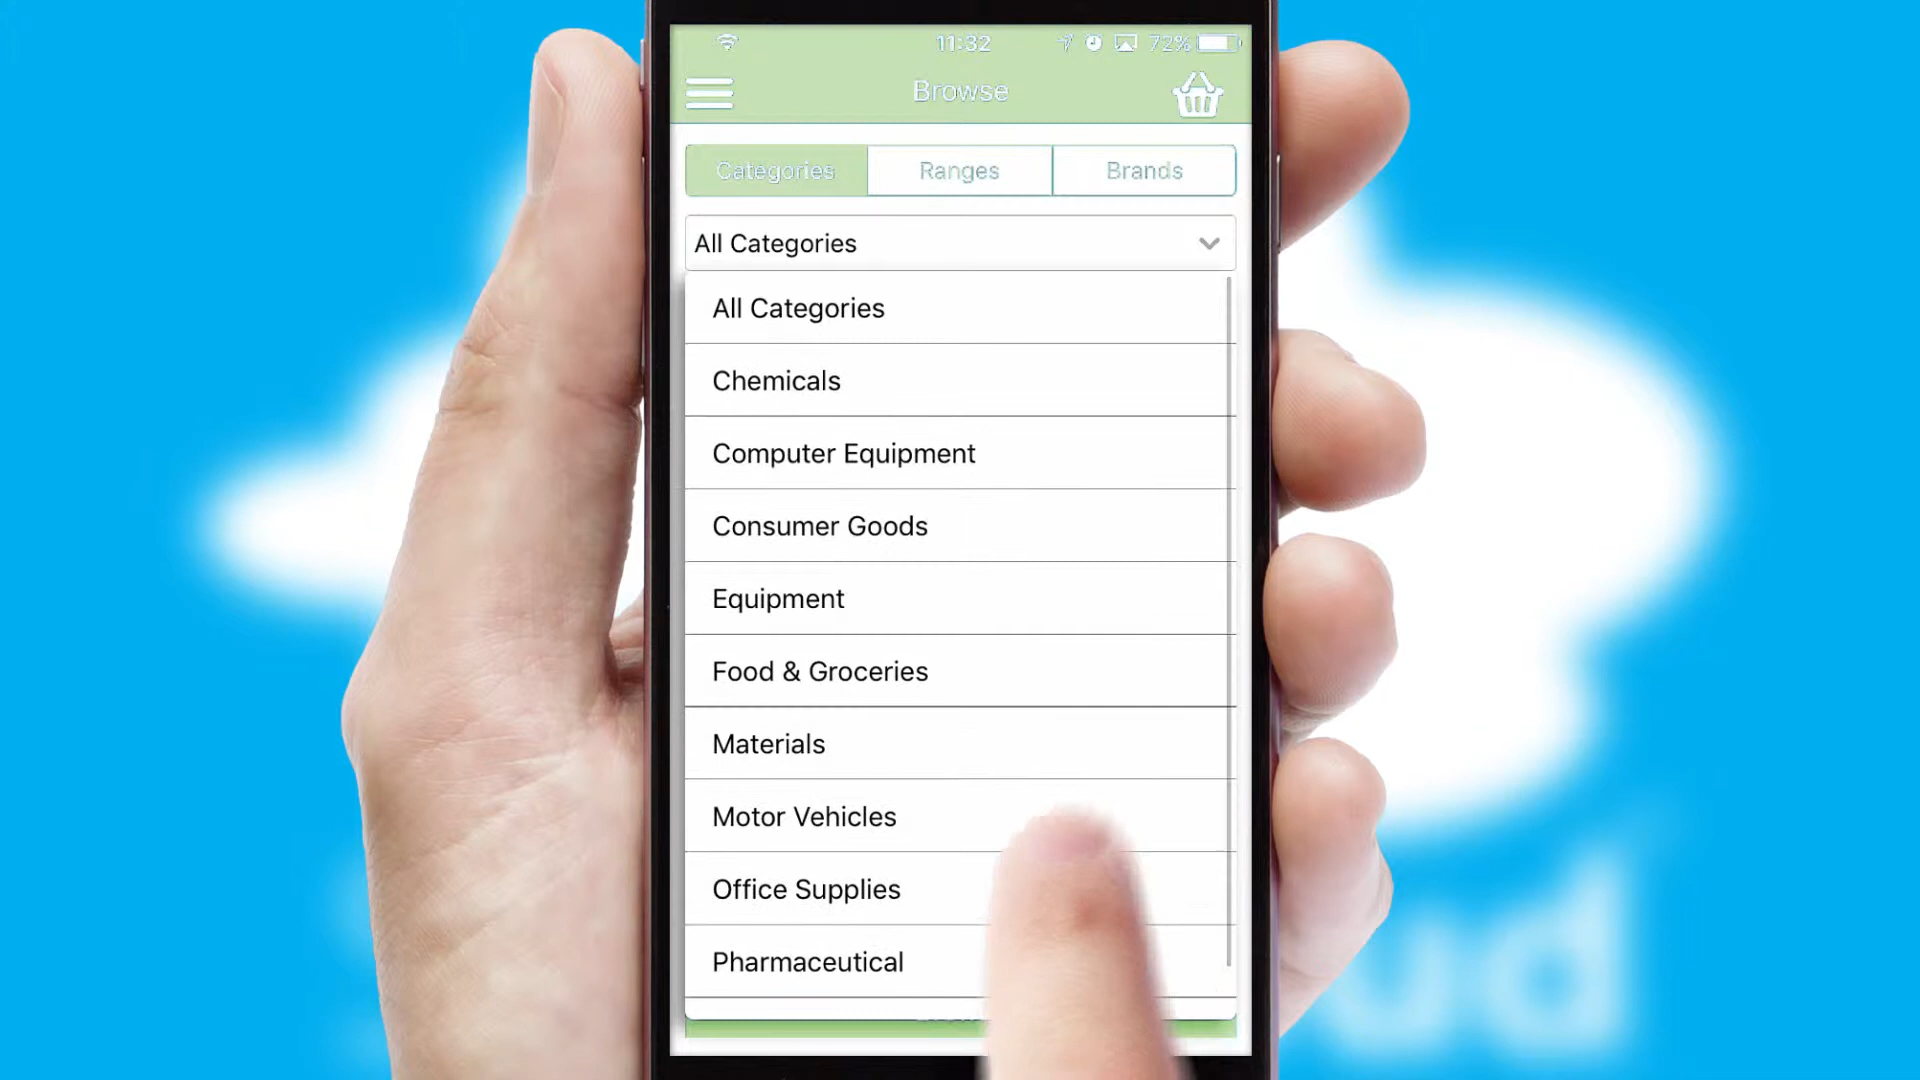 11:32 72%
Browse
Categories Ranges Brands
All Categories
All Categories
Chemicals
Computer Equipment
Consumer Goods
Equipment
Food & Groceries
Materials
Motor Vehicles
Office Supplies
Pharmaceutical